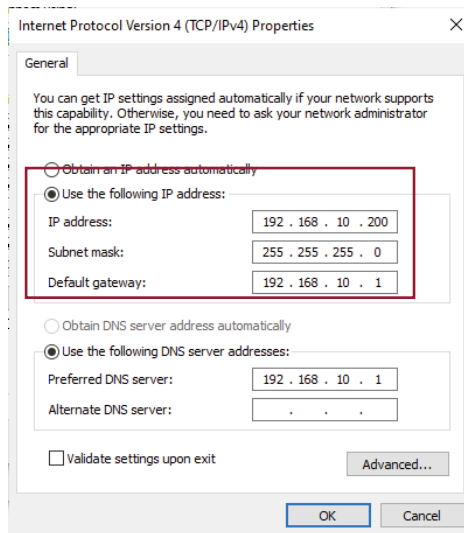 Internet Protocol Version 4 (TCP/IPv4) Properties
General
You can get IP settings assigned automatically if your network supports
this capability. Otherwise, you need to ask your network administrator
for the appropriate IP settings.
Obtain an IP address automatically
Use the following IP address:
IP address: 192 . 168 . 10 . 200
Subnet mask: 255 . 255 . 255 . 0
Default gateway: 192 . 168 . 10 . 1
Obtain DNS server address automatically
Use the following DNS server addresses:
Preferred DNS server: 192 . 168 . 10 . 1
Alternate DNS server: . . .
Validate settings upon exit
Advanced...
OK Cancel